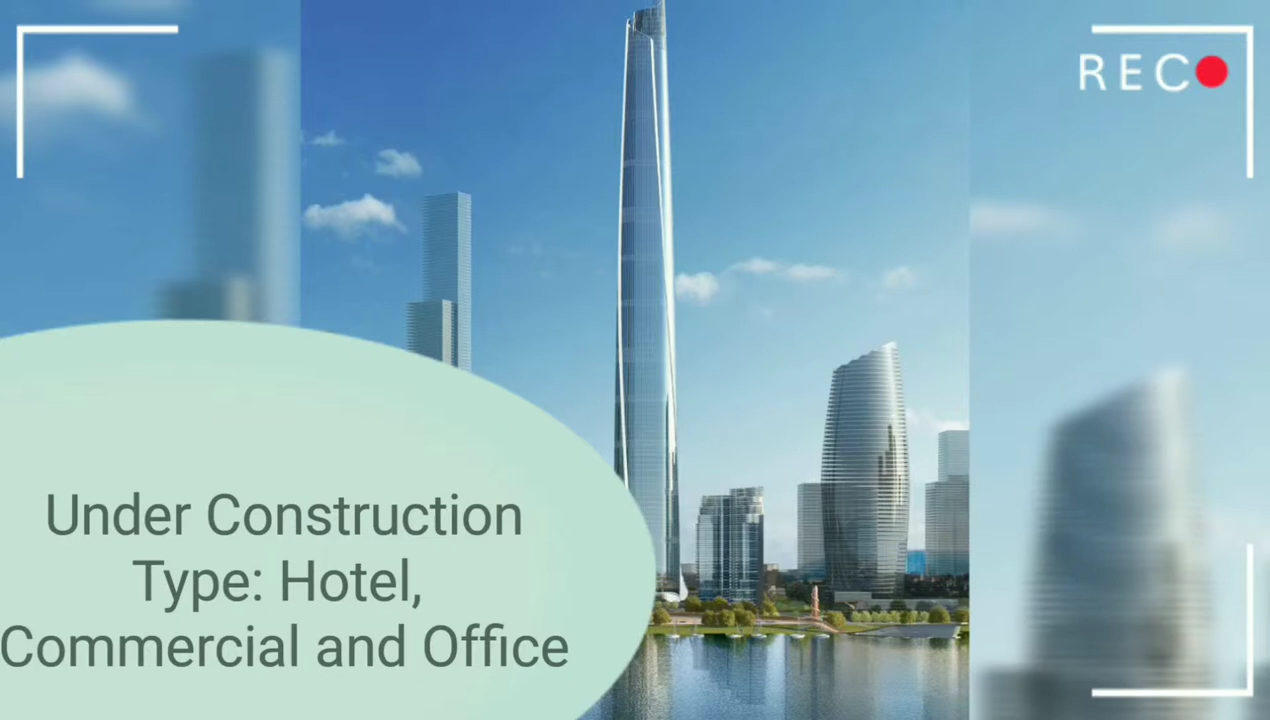 REC
Under Construction
Type: Hotel,
Commercial and Office